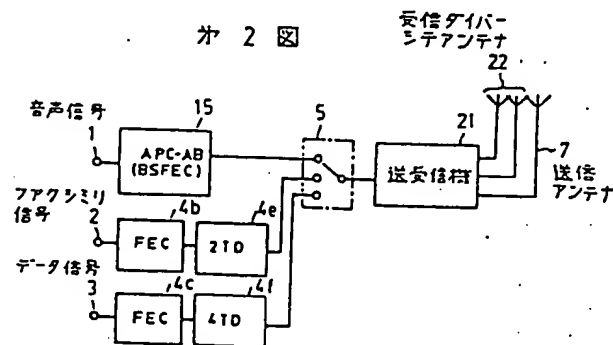 第 2 図
受信ダイバー
シテアンテナ
22
音声信号
1
15
APC-AB
(BSFEC)
5
21
送受信機
7
送信
アンテナ
ファクシミリ
信号
2
4b
FEC
4e
2TD
データ信号
3
4c
FEC
4f
4TD